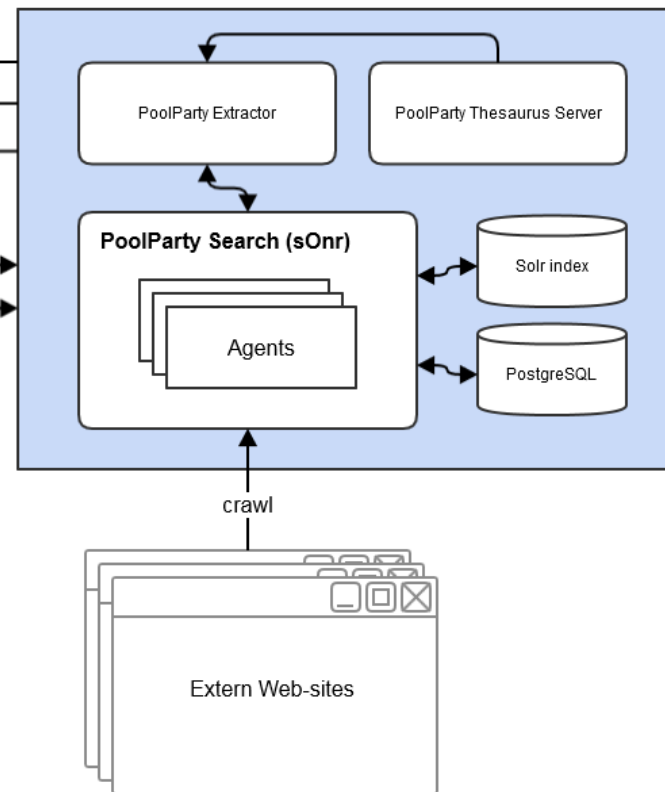 PoolParty Extractor
PoolParty Thesaurus Server
PoolParty Search (sOnr)
Solr index
Agents
PostgreSQL
crawl
Extern Web-sites